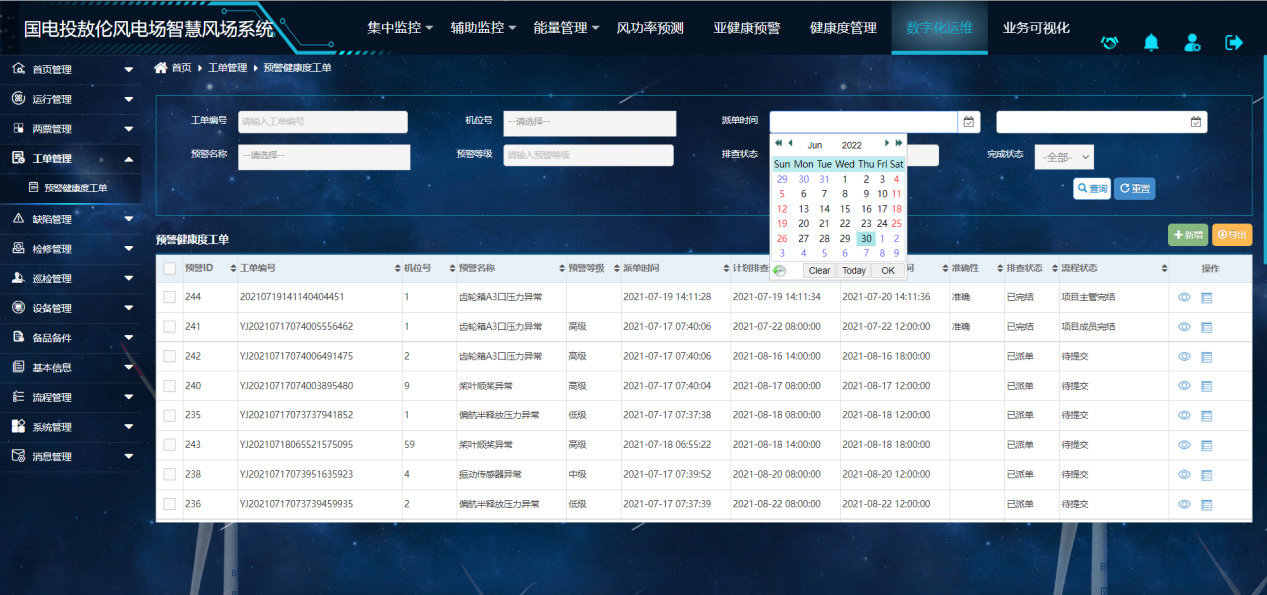 国电投敖伦风电场智慧风场系统 集中监控 辅助监控 能量管理 风功率预测 亚健康预警 健康度管理 数字化运维 业务可视化
首页管理
运行管理
两票管理
工单管理
预警健康度工单
缺陷管理
检修管理
巡检管理
设备管理
备品备件
基本信息
流程管理
系统管理
消息管理
首页 工单管理 预警健康度工单
工单编号 请输入工单编号 机位号 --请选择-- 派单时间
预警名称 --请选择-- 预警等级 请输入预警等级 排查状态 完成状态 -全部-
查询 重置
Jun 2022
Sun Mon Tue Wed Thu Fri Sat
29 30 31 1 2 3 4
5 6 7 8 9 10 11
12 13 14 15 16 17 18
19 20 21 22 23 24 25
26 27 28 29 30 1 2
3 4 5 6 7 8 9
Clear Today OK
预警健康度工单 新增 导出
预警ID 工单编号 机位号 预警名称 预警等级 派单时间 计划排查 间 准确性 排查状态 流程状态 操作
244 20210719141140404451 1 齿轮箱A3口压力异常 2021-07-19 14:11:28 2021-07-19 14:11:34 2021-07-20 14:11:36 准确 已完结 项目主管完结
241 YJ20210717074005556462 1 齿轮箱A3口压力异常 高级 2021-07-17 07:40:06 2021-07-22 08:00:00 2021-07-22 12:00:00 准确 已完结 项目成员完结
242 YJ20210717074006491475 2 齿轮箱A3口压力异常 高级 2021-07-17 07:40:06 2021-08-16 14:00:00 2021-08-16 18:00:00 已派单 待提交
240 YJ20210717074003895480 9 桨叶顺桨异常 高级 2021-07-17 07:40:04 2021-08-17 08:00:00 2021-08-17 12:00:00 已派单 待提交
235 YJ20210717073737941852 1 偏航半释放压力异常 低级 2021-07-17 07:37:38 2021-08-18 08:00:00 2021-08-18 12:00:00 已派单 待提交
243 YJ20210718065521575095 59 桨叶顺桨异常 高级 2021-07-18 06:55:22 2021-08-18 14:00:00 2021-08-18 18:00:00 已派单 待提交
238 YJ20210717073951635923 4 振动传感器异常 中级 2021-07-17 07:39:52 2021-08-20 08:00:00 2021-08-20 12:00:00 已派单 待提交
236 YJ20210717073739459935 2 偏航半释放压力异常 低级 2021-07-17 07:37:39 2021-08-22 08:00:00 2021-08-22 12:00:00 已派单 待提交